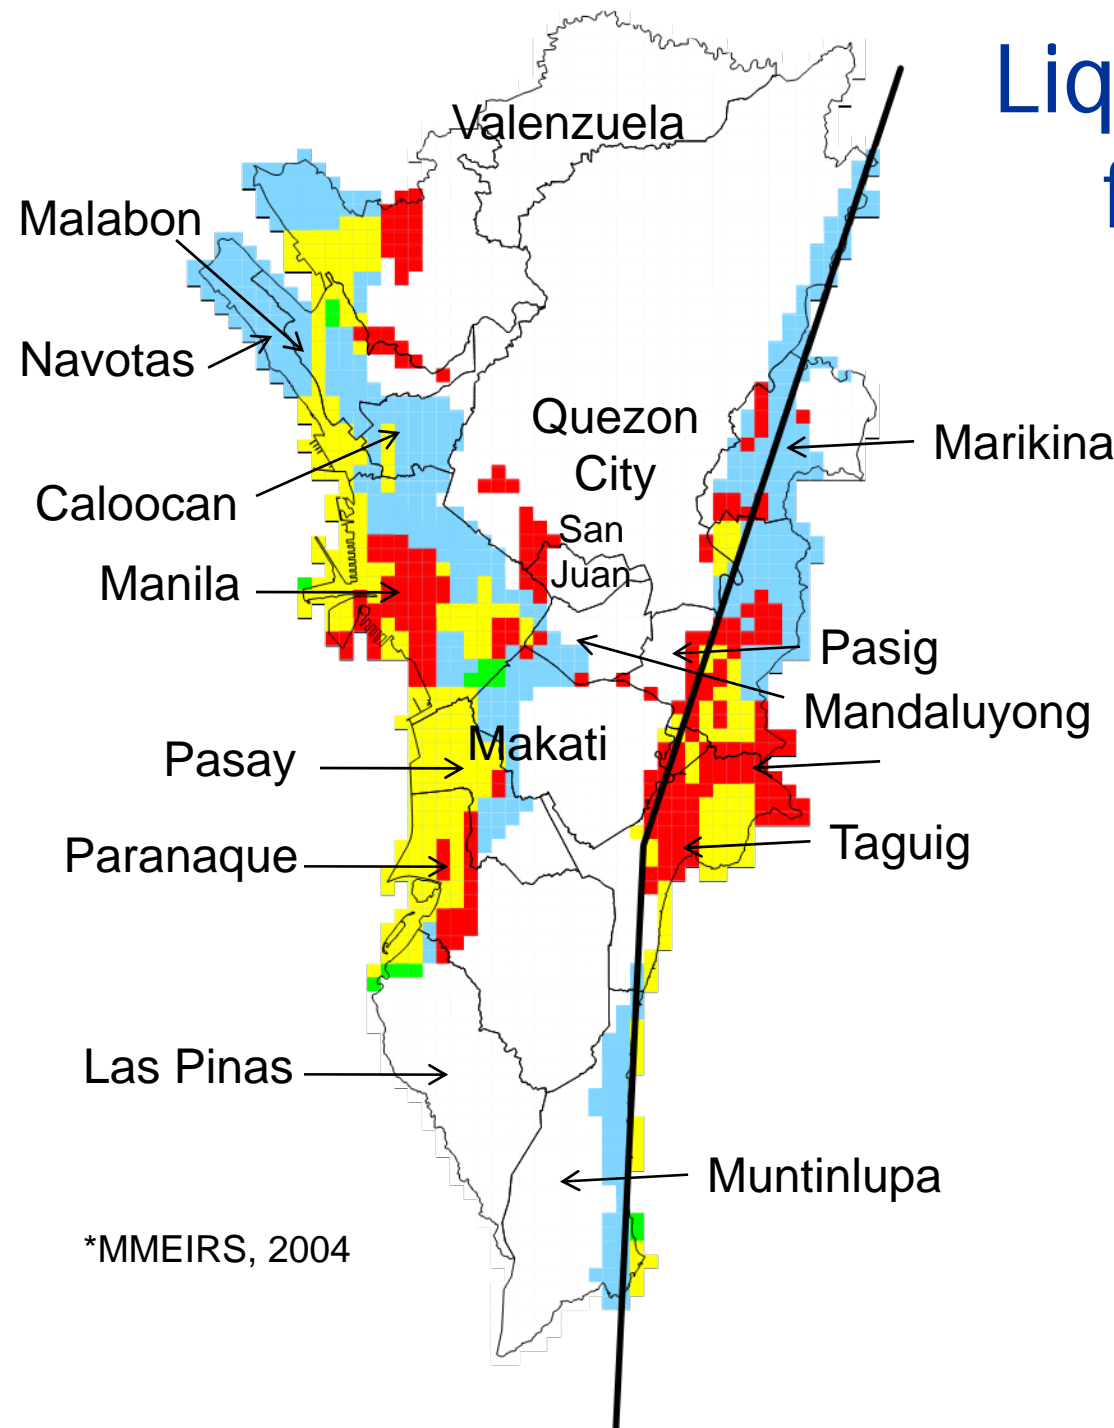 Liq
f
Valenzuela
Malabon
Navotas
Quezon
City
Marikina
Caloocan
San
Juan
Manila
Pasig
Mandaluyong
Makati
Pasay
Taguig
Paranaque
Las Pinas
Muntinlupa
*MMEIRS, 2004